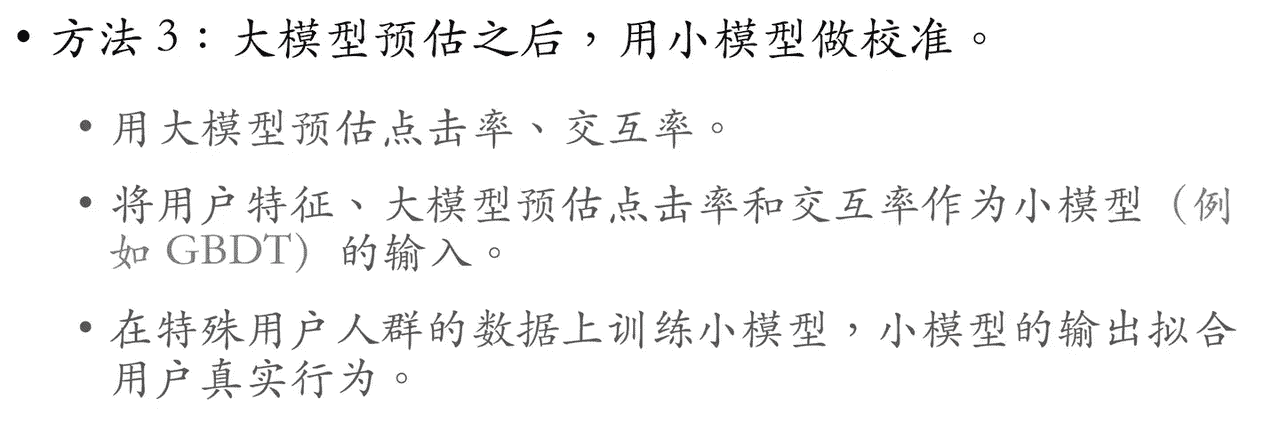 • 方法 3：大模型预估之后，用小模型做校准。
• 用大模型预估点击率、交互率。
• 将用户特征、大模型预估点击率和交互率作为小模型（例
如 GBDT）的输入。
• 在特殊用户人群的数据上训练小模型，小模型的输出拟合
用户真实行为。